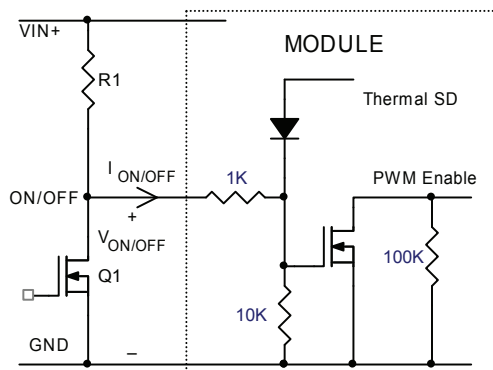 VIN+
MODULE
R1
Thermal SD
I ON/OFF
1K
PWM Enable
ON/OFF
+
V ON/OFF
Q1
100K
10K
GND
–